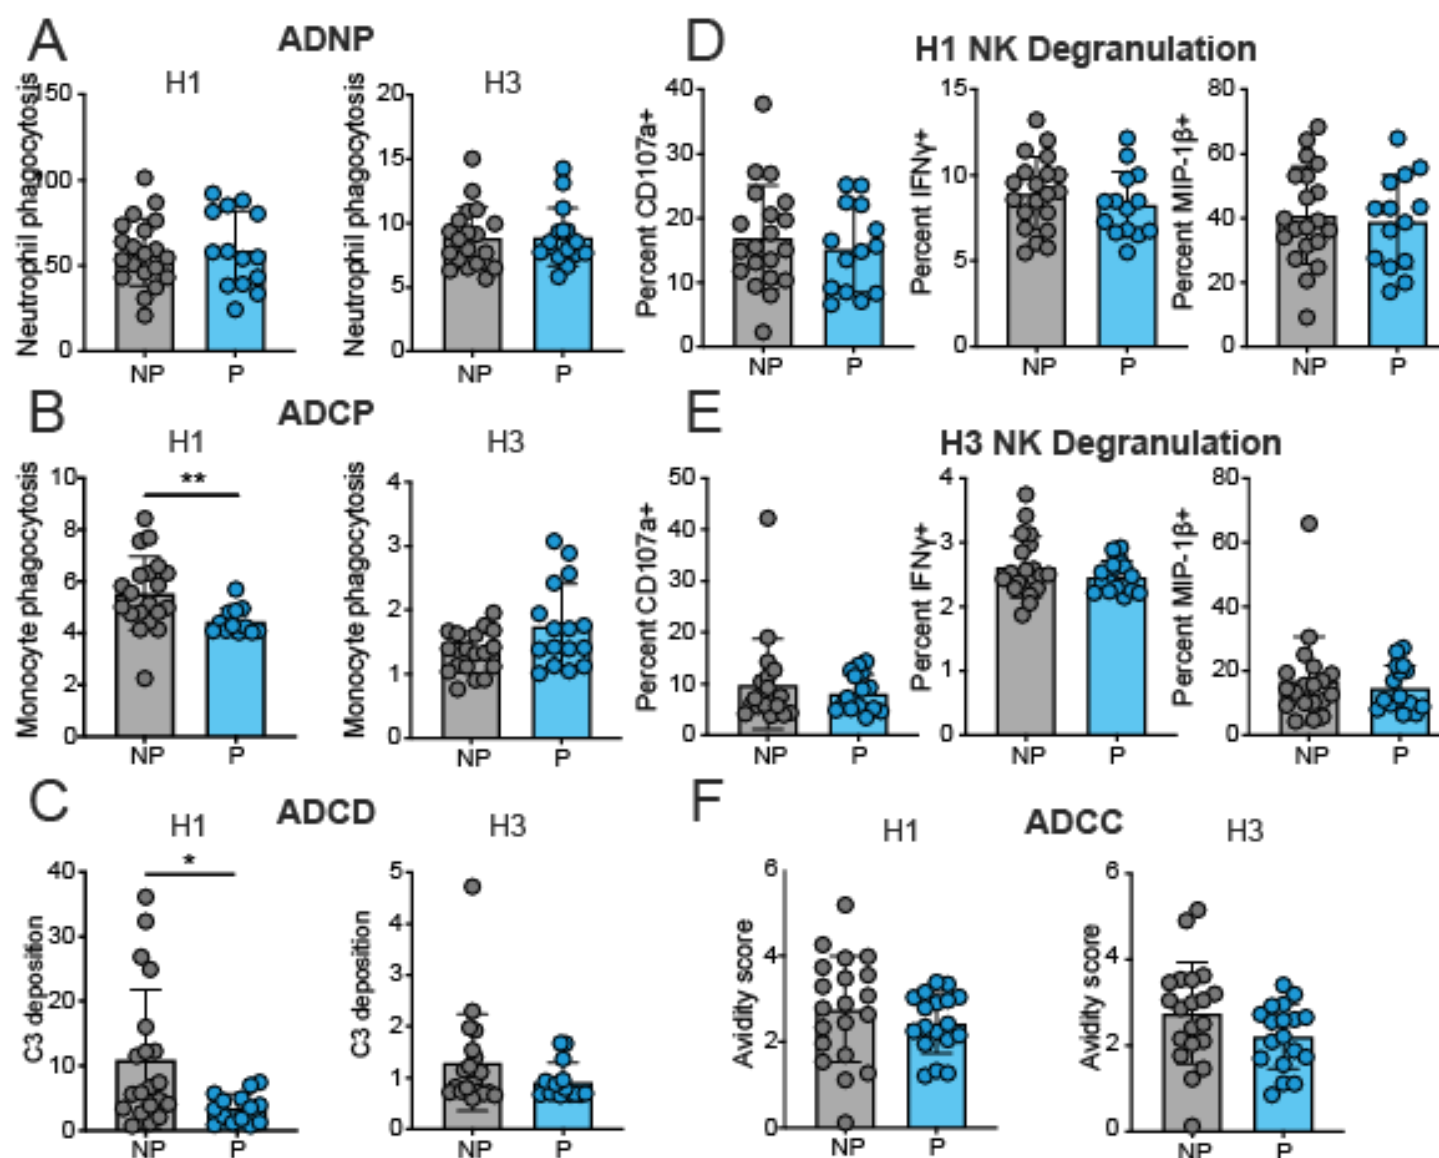 A
ADNP
H1
Neutrophil phagocytosis
150
100
50
0
NP
P
H3
Neutrophil phagocytosis
20
15
10
5
0
NP
P
B
ADCP
H1
Monocyte phagocytosis
10
8
6
4
2
0
**
NP
P
H3
Monocyte phagocytosis
4
3
2
1
0
NP
P
C
ADCD
H1
C3 deposition
40
30
20
10
0
*
NP
P
H3
C3 deposition
5
4
3
2
1
0
NP
P
D
H1 NK Degranulation
Percent CD107a+
40
30
20
10
0
NP
P
Percent IFNγ+
15
10
5
0
NP
P
Percent MIP-1β+
80
60
40
20
0
NP
P
E
H3 NK Degranulation
Percent CD107a+
50
40
30
20
10
0
NP
P
Percent IFNγ+
4
3
2
1
0
NP
P
Percent MIP-1β+
80
60
40
20
0
NP
P
F
ADCC
H1
Avidity score
6
4
2
0
NP
P
H3
Avidity score
6
4
2
0
NP
P